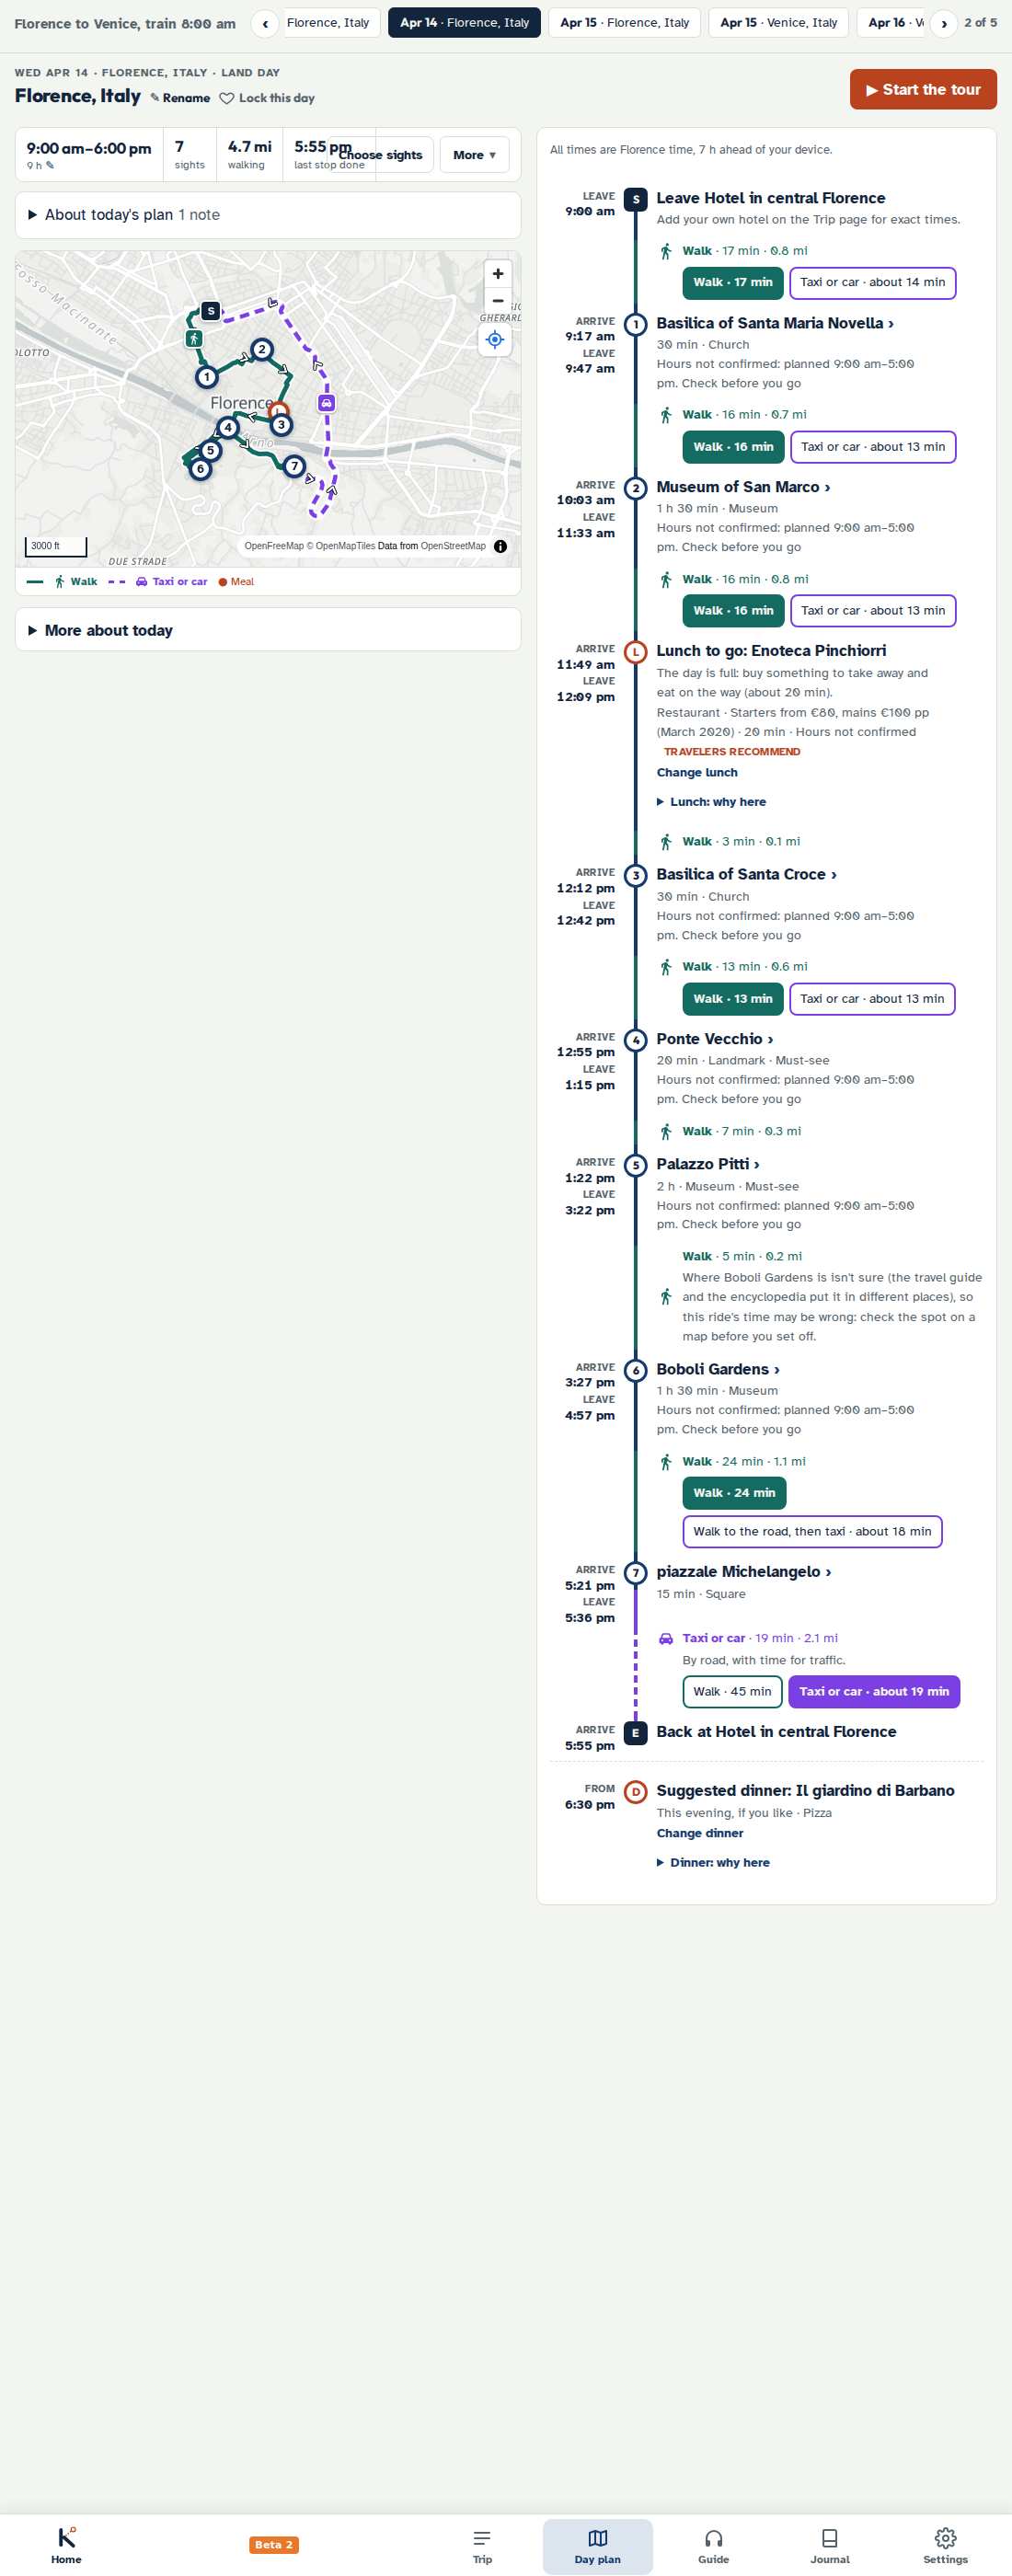 Florence to Venice, train 8:00 am
‹
Florence, Italy
Apr 14 · Florence, Italy
Apr 15 · Florence, Italy
Apr 15 · Venice, Italy
Apr 16 ·
›
2 of 5
WED APR 14 · FLORENCE, ITALY · LAND DAY
Florence, Italy ✎ Rename Lock this day
▶ Start the tour
9:00 am–6:00 pm
9 h ✎
7
sights
4.7 mi
walking
5:55 pm
last stop done
Choose sights
More ▾
▶ About today's plan 1 note
S
1
2
3
4
5
6
7
Florence
Arno
OLOTTO
GHERARD
DUE STRADE
+
−
3000 ft
OpenFreeMap © OpenMapTiles Data from OpenStreetMap
Walk
Taxi or car
Meal
▶ More about today
All times are Florence time, 7 h ahead of your device.
LEAVE
9:00 am
S
Leave Hotel in central Florence
Add your own hotel on the Trip page for exact times.
Walk · 17 min · 0.8 mi
Walk · 17 min
Taxi or car · about 14 min
ARRIVE
9:17 am
LEAVE
9:47 am
1
Basilica of Santa Maria Novella ›
30 min · Church
Hours not confirmed: planned 9:00 am–5:00
pm. Check before you go
Walk · 16 min · 0.7 mi
Walk · 16 min
Taxi or car · about 13 min
ARRIVE
10:03 am
LEAVE
11:33 am
2
Museum of San Marco ›
1 h 30 min · Museum
Hours not confirmed: planned 9:00 am–5:00
pm. Check before you go
Walk · 16 min · 0.8 mi
Walk · 16 min
Taxi or car · about 13 min
ARRIVE
11:49 am
LEAVE
12:09 pm
L
Lunch to go: Enoteca Pinchiorri
The day is full: buy something to take away and
eat on the way (about 20 min).
Restaurant · Starters from €80, mains €100 pp
(March 2020) · 20 min · Hours not confirmed
TRAVELERS RECOMMEND
Change lunch
▶ Lunch: why here
Walk · 3 min · 0.1 mi
ARRIVE
12:12 pm
LEAVE
12:42 pm
3
Basilica of Santa Croce ›
30 min · Church
Hours not confirmed: planned 9:00 am–5:00
pm. Check before you go
Walk · 13 min · 0.6 mi
Walk · 13 min
Taxi or car · about 13 min
ARRIVE
12:55 pm
LEAVE
1:15 pm
4
Ponte Vecchio ›
20 min · Landmark · Must-see
Hours not confirmed: planned 9:00 am–5:00
pm. Check before you go
Walk · 7 min · 0.3 mi
ARRIVE
1:22 pm
LEAVE
3:22 pm
5
Palazzo Pitti ›
2 h · Museum · Must-see
Hours not confirmed: planned 9:00 am–5:00
pm. Check before you go
Walk · 5 min · 0.2 mi
Where Boboli Gardens is isn't sure (the travel guide
and the encyclopedia put it in different places), so
this ride's time may be wrong: check the spot on a
map before you set off.
ARRIVE
3:27 pm
LEAVE
4:57 pm
6
Boboli Gardens ›
1 h 30 min · Museum
Hours not confirmed: planned 9:00 am–5:00
pm. Check before you go
Walk · 24 min · 1.1 mi
Walk · 24 min
Walk to the road, then taxi · about 18 min
ARRIVE
5:21 pm
LEAVE
5:36 pm
7
piazzale Michelangelo ›
15 min · Square
Taxi or car · 19 min · 2.1 mi
By road, with time for traffic.
Walk · 45 min
Taxi or car · about 19 min
ARRIVE
5:55 pm
E
Back at Hotel in central Florence
FROM
6:30 pm
D
Suggested dinner: Il giardino di Barbano
This evening, if you like · Pizza
Change dinner
▶ Dinner: why here
Home
Beta 2
Trip
Day plan
Guide
Journal
Settings